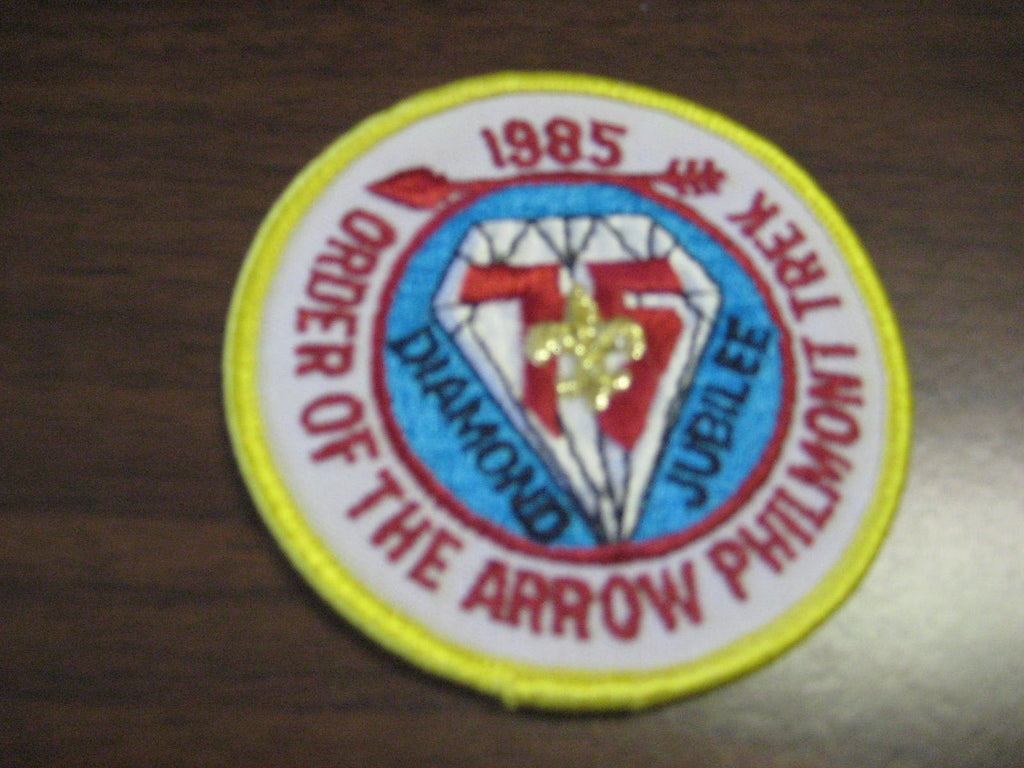 1985
ORDER OF THE ARROW PHILMONT TREK
75
DIAMOND
JUBILEE